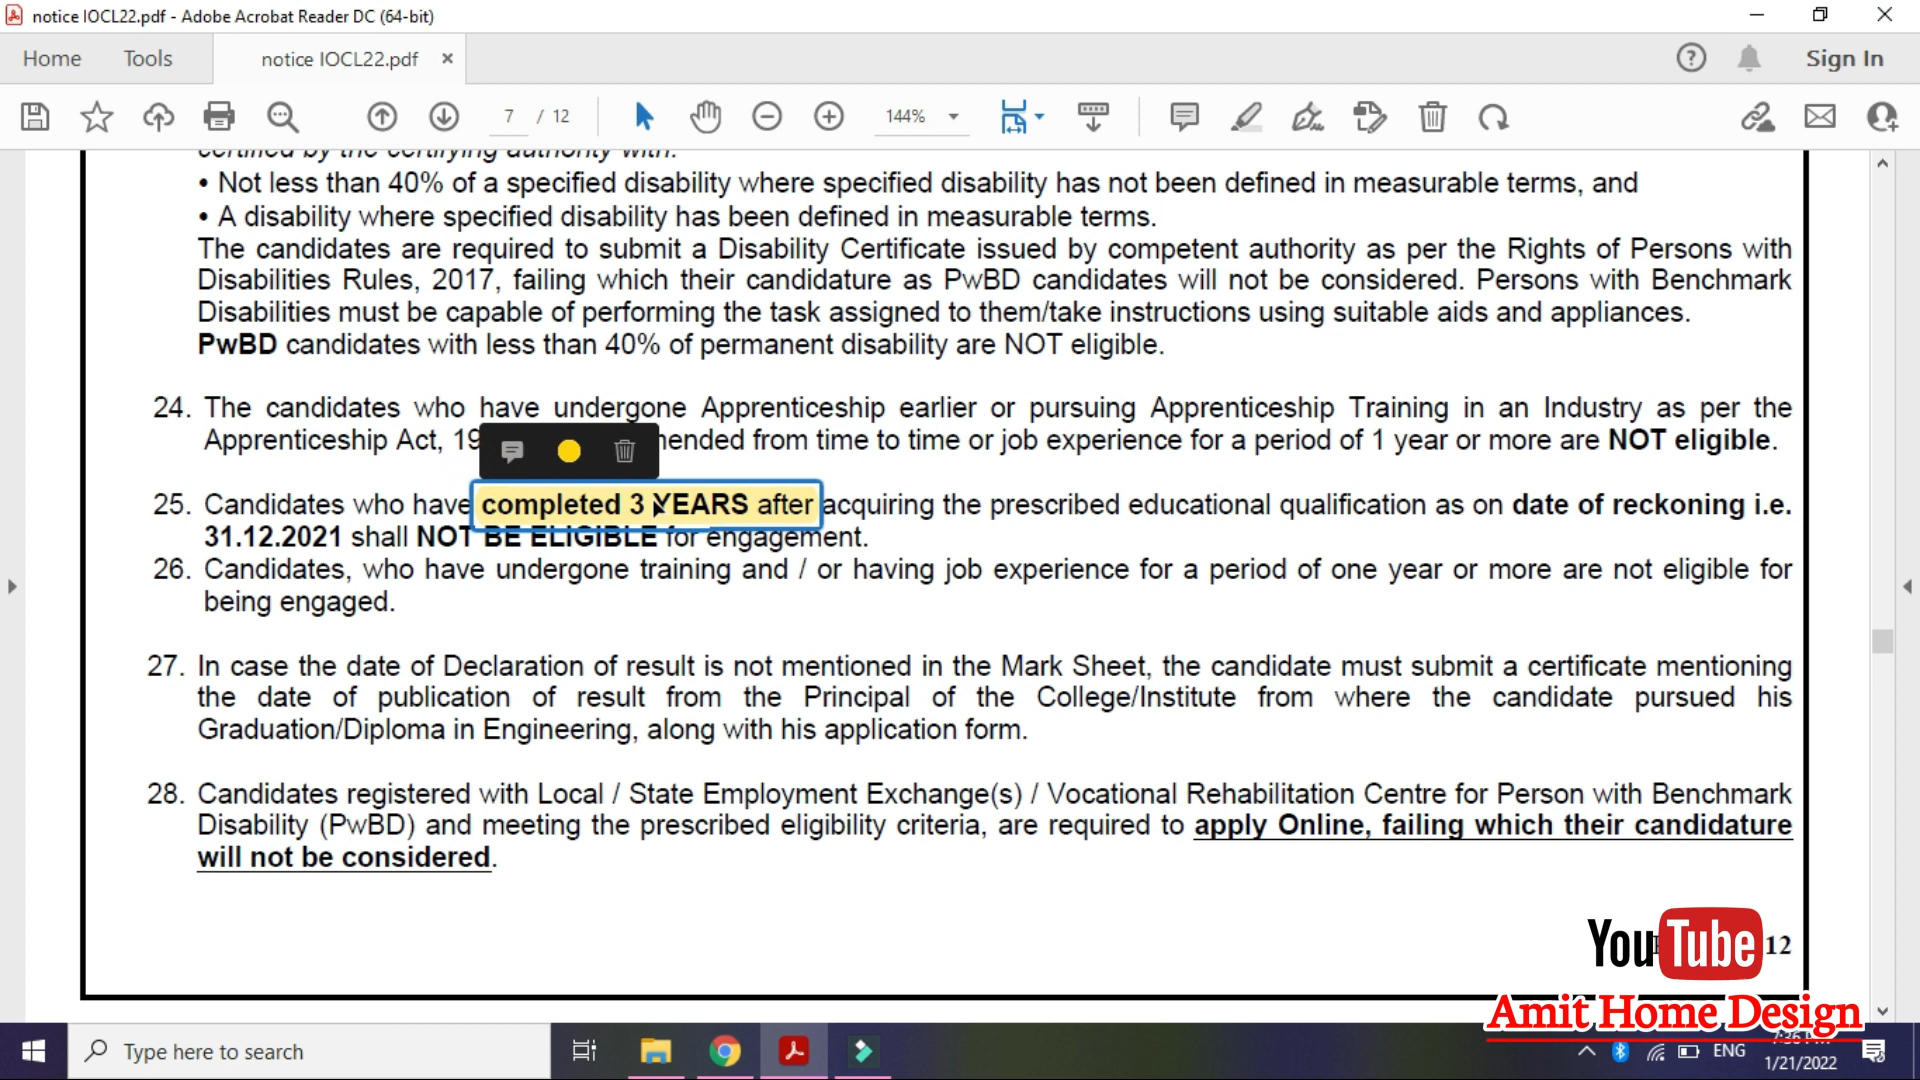 notice IOCL22.pdf - Adobe Acrobat Reader DC (64-bit)
Home Tools notice IOCL22.pdf × Sign In
7 / 12 144%
certified by the certifying authority with:
• Not less than 40% of a specified disability where specified disability has not been defined in measurable terms, and
• A disability where specified disability has been defined in measurable terms.
The candidates are required to submit a Disability Certificate issued by competent authority as per the Rights of Persons with
Disabilities Rules, 2017, failing which their candidature as PwBD candidates will not be considered. Persons with Benchmark
Disabilities must be capable of performing the task assigned to them/take instructions using suitable aids and appliances.
PwBD candidates with less than 40% of permanent disability are NOT eligible.
24. The candidates who have undergone Apprenticeship earlier or pursuing Apprenticeship Training in an Industry as per the
Apprenticeship Act, 19 ended from time to time or job experience for a period of 1 year or more are NOT eligible.
25. Candidates who have completed 3 YEARS after acquiring the prescribed educational qualification as on date of reckoning i.e.
31.12.2021 shall NOT BE ELIGIBLE for engagement.
26. Candidates, who have undergone training and / or having job experience for a period of one year or more are not eligible for
being engaged.
27. In case the date of Declaration of result is not mentioned in the Mark Sheet, the candidate must submit a certificate mentioning
the date of publication of result from the Principal of the College/Institute from where the candidate pursued his
Graduation/Diploma in Engineering, along with his application form.
28. Candidates registered with Local / State Employment Exchange(s) / Vocational Rehabilitation Centre for Person with Benchmark
Disability (PwBD) and meeting the prescribed eligibility criteria, are required to apply Online, failing which their candidature
will not be considered.
YouTube 12
Amit Home Design
Type here to search ENG
1/21/2022